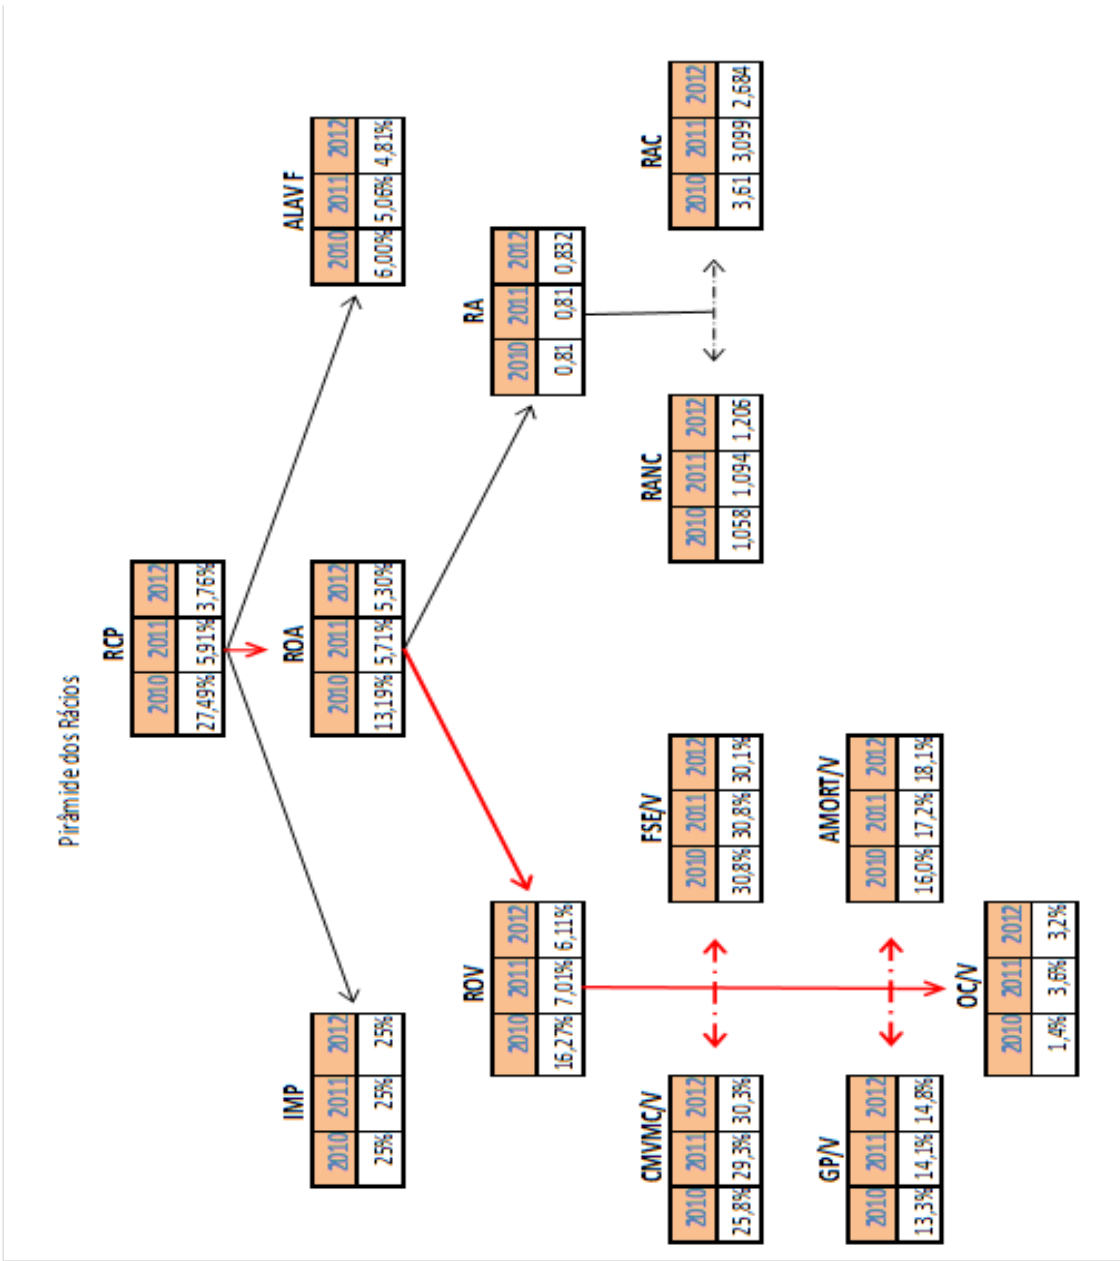 Pirâmide dos Rácios
RCP
2010 2011 2012
27,49% 5,91% 3,76%
IMP
2010 2011 2012
25% 25% 25%
ROA
2010 2011 2012
13,19% 5,71% 5,30%
ALAV F
2010 2011 2012
6,00% 5,06% 4,81%
ROV
2010 2011 2012
16,27% 7,01% 6,11%
RA
2010 2011 2012
0,81 0,81 0,832
CMVMC/V
2010 2011 2012
25,8% 29,3% 30,3%
FSE/V
2010 2011 2012
30,8% 30,8% 30,1%
RANC
2010 2011 2012
1,058 1,094 1,206
RAC
2010 2011 2012
3,61 3,099 2,684
GP/V
2010 2011 2012
13,3% 14,1% 14,8%
AMORT/V
2010 2011 2012
16,0% 17,2% 18,1%
OC/V
2010 2011 2012
1,4% 3,6% 3,2%